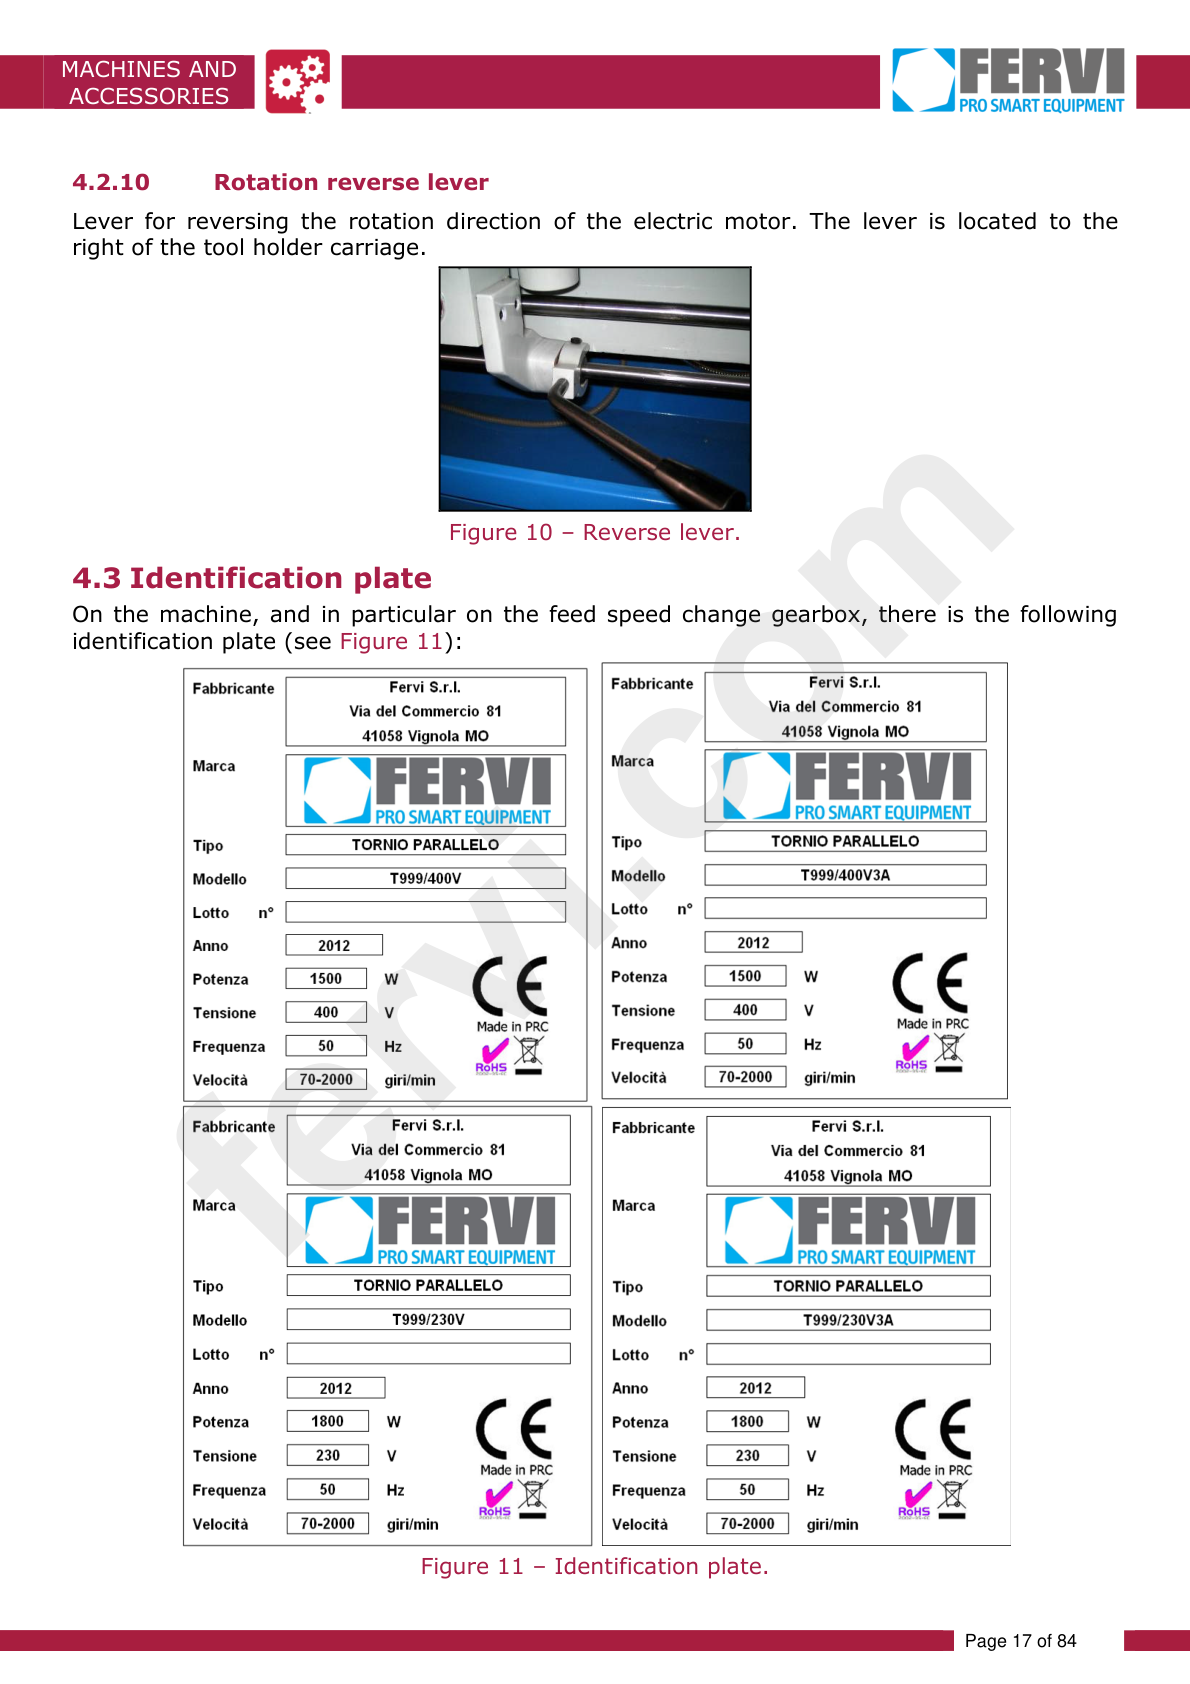 MACHINES AND
ACCESSORIES
FERVI
PRO SMART EQUIPMENT
4.2.10 Rotation reverse lever
Lever for reversing the rotation direction of the electric motor. The lever is located to the
right of the tool holder carriage.
Figure 10 – Reverse lever.
4.3 Identification plate
On the machine, and in particular on the feed speed change gearbox, there is the following
identification plate (see Figure 11):
Fabbricante
Fervi S.r.l.
Via del Commercio 81
41058 Vignola MO
Marca
FERVI
PRO SMART EQUIPMENT
Tipo TORNIO PARALLELO
Modello T999/400V
Lotto n°
Anno 2012
Potenza 1500 W
Tensione 400 V
Frequenza 50 Hz
Velocità 70-2000 giri/min
CE
Made in PRC
RoHS
Fabbricante
Fervi S.r.l.
Via del Commercio 81
41058 Vignola MO
Marca
FERVI
PRO SMART EQUIPMENT
Tipo TORNIO PARALLELO
Modello T999/400V3A
Lotto n°
Anno 2012
Potenza 1500 W
Tensione 400 V
Frequenza 50 Hz
Velocità 70-2000 giri/min
CE
Made in PRC
RoHS
Fabbricante
Fervi S.r.l.
Via del Commercio 81
41058 Vignola MO
Marca
FERVI
PRO SMART EQUIPMENT
Tipo TORNIO PARALLELO
Modello T999/230V
Lotto n°
Anno 2012
Potenza 1800 W
Tensione 230 V
Frequenza 50 Hz
Velocità 70-2000 giri/min
CE
Made in PRC
RoHS
Fabbricante
Fervi S.r.l.
Via del Commercio 81
41058 Vignola MO
Marca
FERVI
PRO SMART EQUIPMENT
Tipo TORNIO PARALLELO
Modello T999/230V3A
Lotto n°
Anno 2012
Potenza 1800 W
Tensione 230 V
Frequenza 50 Hz
Velocità 70-2000 giri/min
CE
Made in PRC
RoHS
Figure 11 – Identification plate.
fervi.com
Page 17 of 84